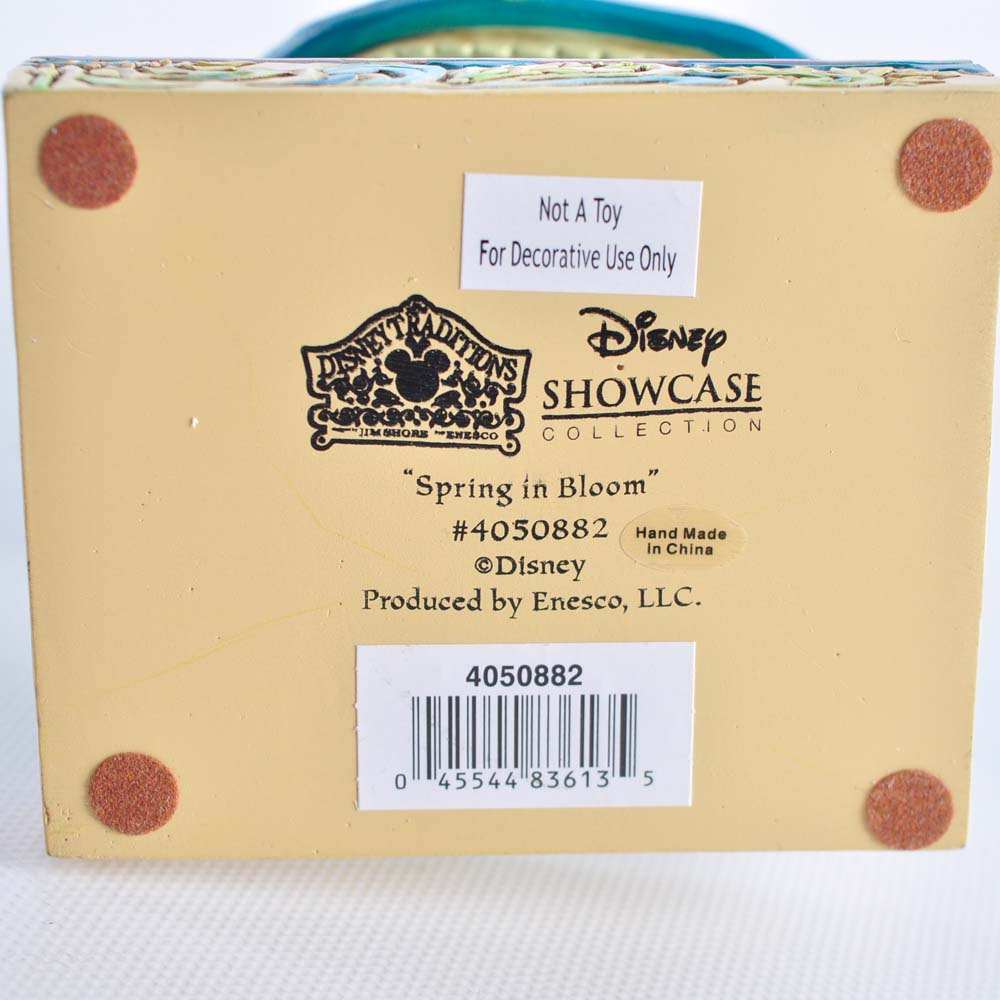 Not A Toy
For Decorative Use Only
DISNEY TRADITIONS
JIM SHORE ENESCO
Disney
SHOWCASE
COLLECTION
"Spring in Bloom"
#4050882
Hand Made
In China
©Disney
Produced by Enesco, LLC.
4050882
0 45544 83613 5